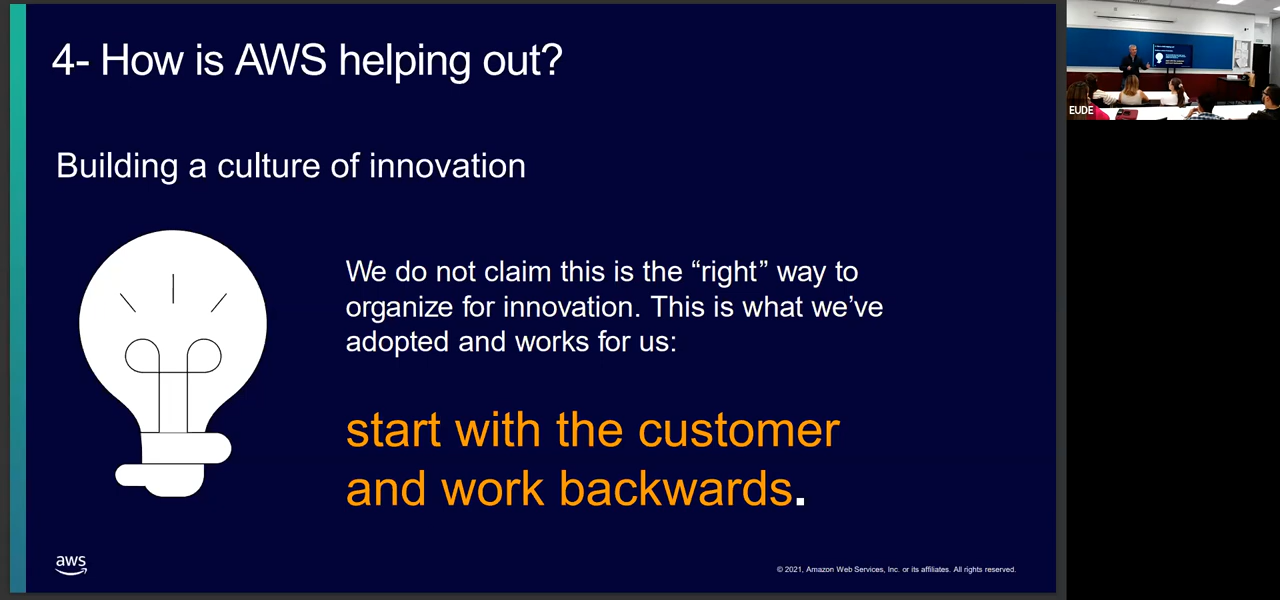 4- How is AWS helping out?
Building a culture of innovation
We do not claim this is the “right” way to
organize for innovation. This is what we’ve
adopted and works for us:
start with the customer
and work backwards.
aws
© 2021, Amazon Web Services, Inc. or its affiliates. All rights reserved.
EUDE